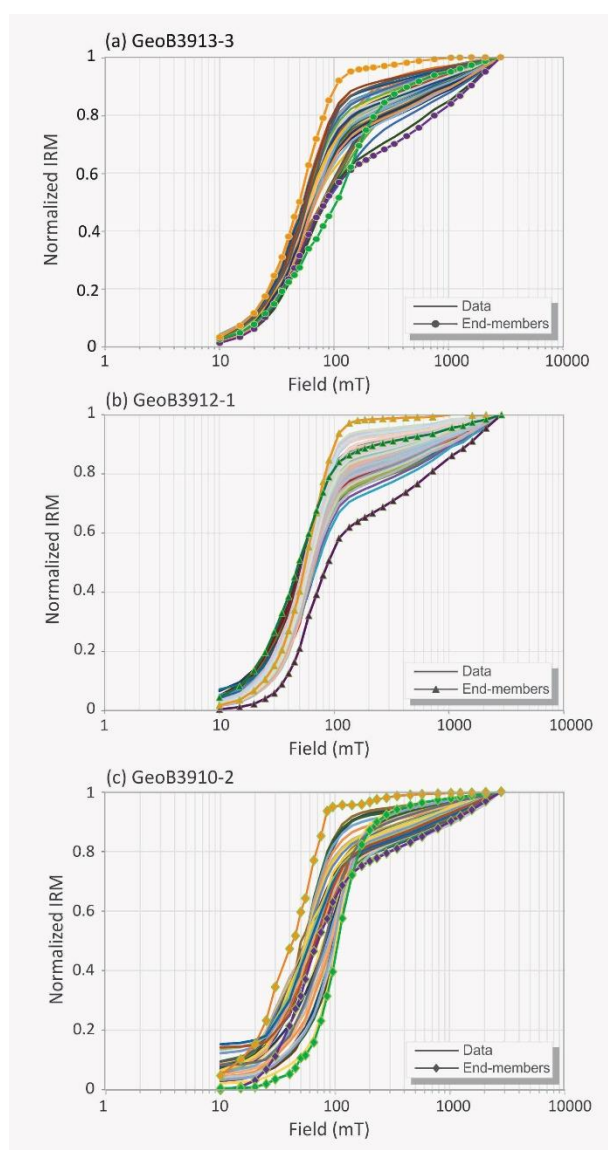 (a) GeoB3913-3
1
0.8
0.6
0.4
0.2
0
Normalized IRM
Data
End-members
1
10
100
1000
10000
Field (mT)
(b) GeoB3912-1
1
0.8
0.6
0.4
0.2
0
Normalized IRM
Data
End-members
1
10
100
1000
10000
Field (mT)
(c) GeoB3910-2
1
0.8
0.6
0.4
0.2
0
Normalized IRM
Data
End-members
1
10
100
1000
10000
Field (mT)